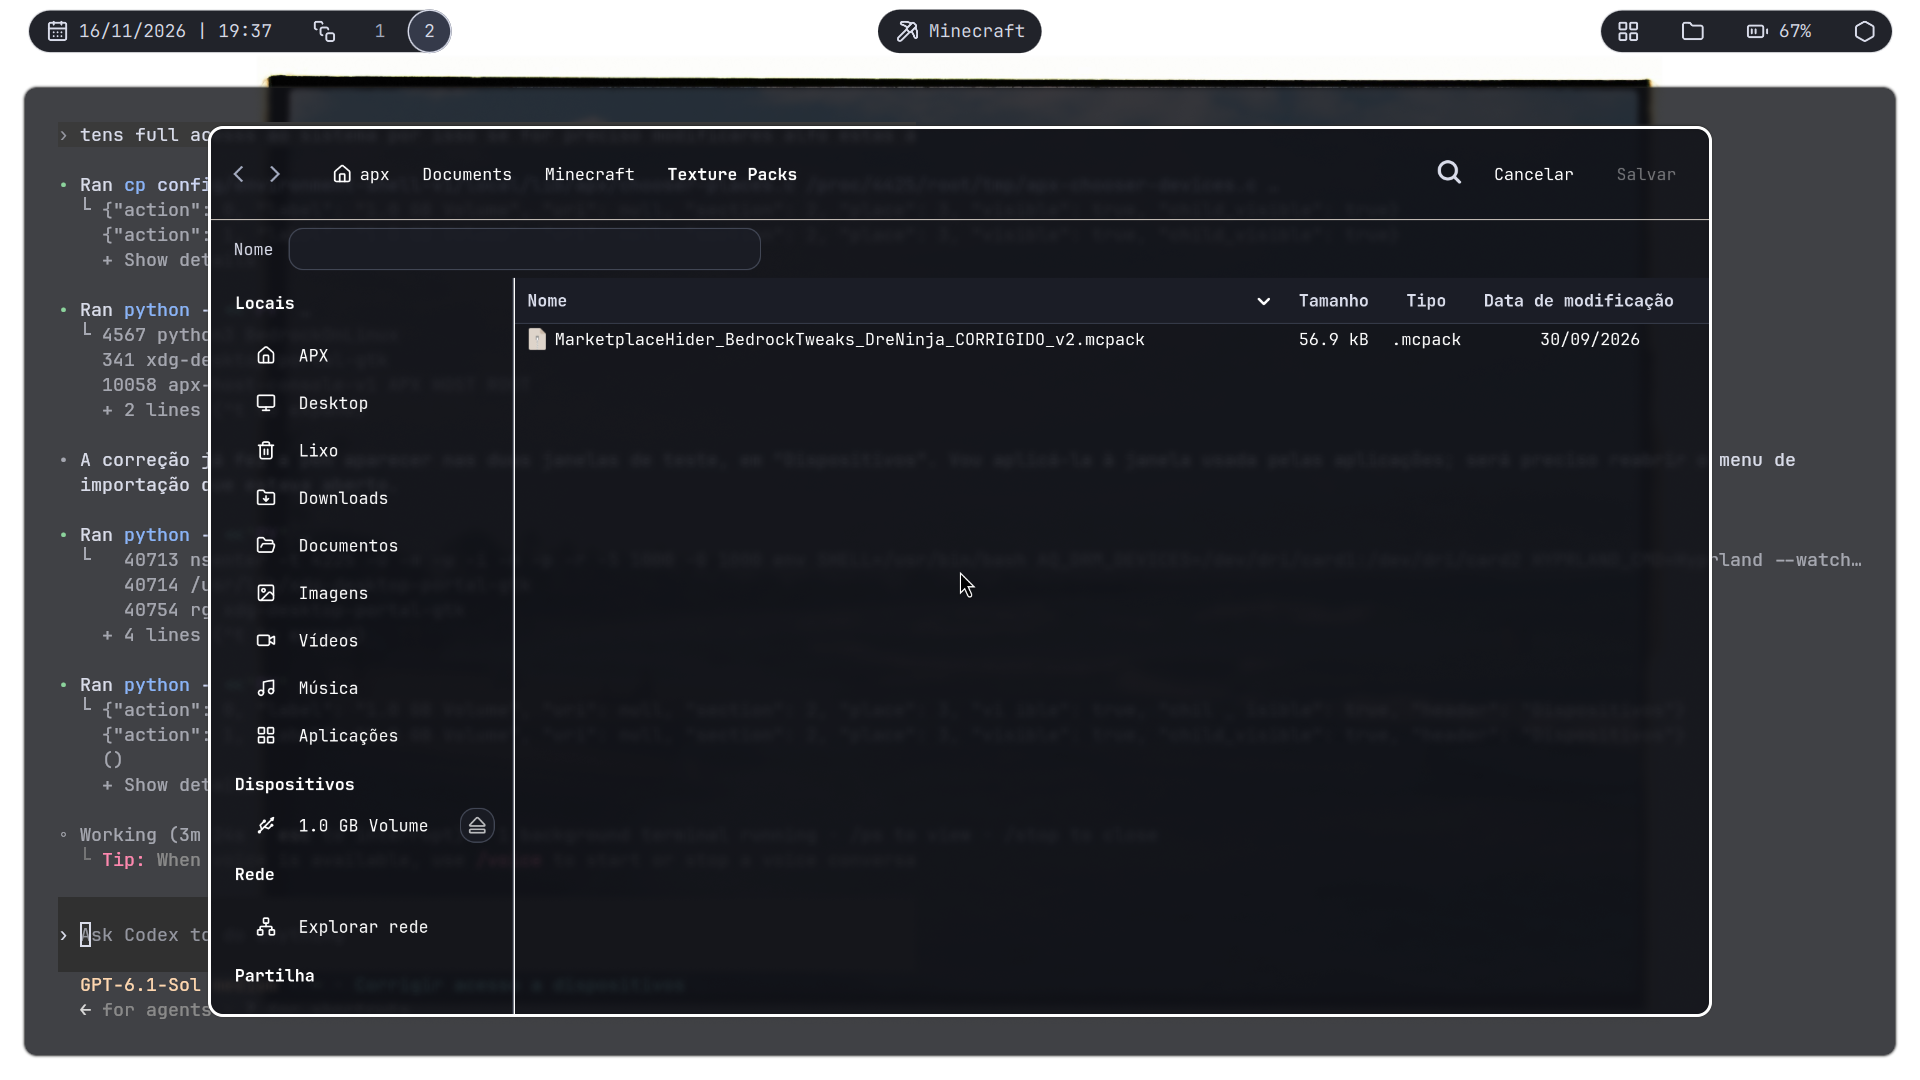 16/11/2026 | 19:37 1 2 Minecraft 67%
› tens full ac
• Ran cp config
└ {"action":
{"action":
+ Show det
• Ran python -
└ 4567 pytho
341 xdg-de
10058 apx-
+ 2 lines
• A correção j menu de
importação d
• Ran python -
└ 40713 ns rland --watch…
40714 /u
40754 rg
+ 4 lines
• Ran python -
└ {"action":
{"action":
()
+ Show det
◦ Working (3m
└ Tip: When
› Ask Codex to
GPT-6.1-Sol
← for agents
apx Documents Minecraft Texture Packs Cancelar Salvar
Nome
Locais
APX
Desktop
Lixo
Downloads
Documentos
Imagens
Vídeos
Música
Aplicações
Dispositivos
1.0 GB Volume
Rede
Explorar rede
Partilha
Nome Tamanho Tipo Data de modificação
MarketplaceHider_BedrockTweaks_DreNinja_CORRIGIDO_v2.mcpack 56.9 kB .mcpack 30/09/2026